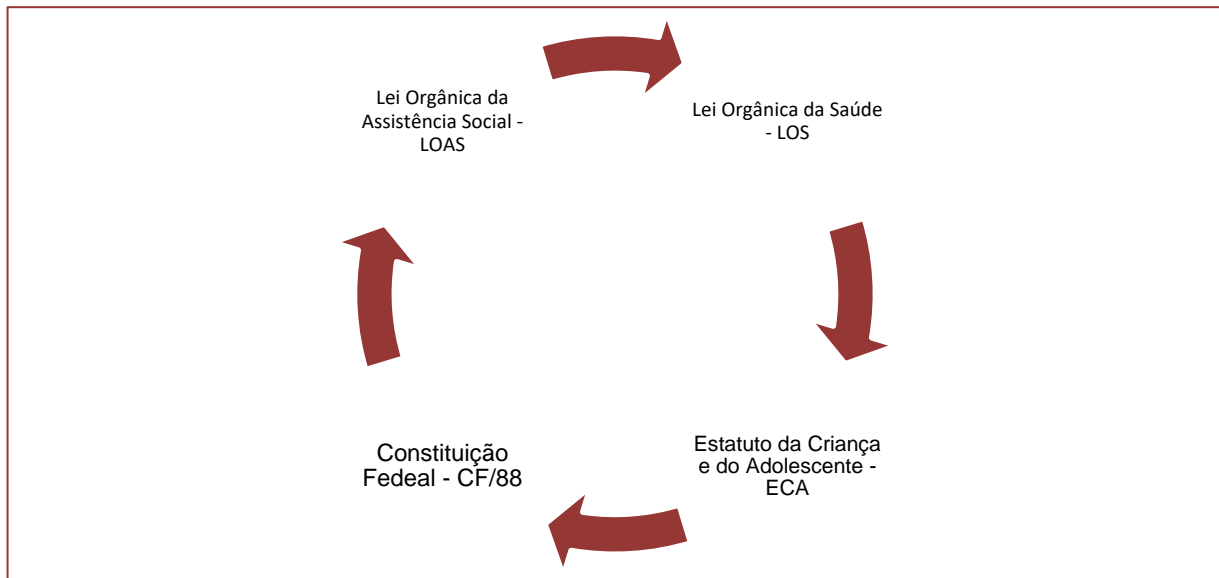 Lei Orgânica da
Assistência Social -
LOAS
Lei Orgânica da Saúde
- LOS
Estatuto da Criança
e do Adolescente -
ECA
Constituição
Fedeal - CF/88